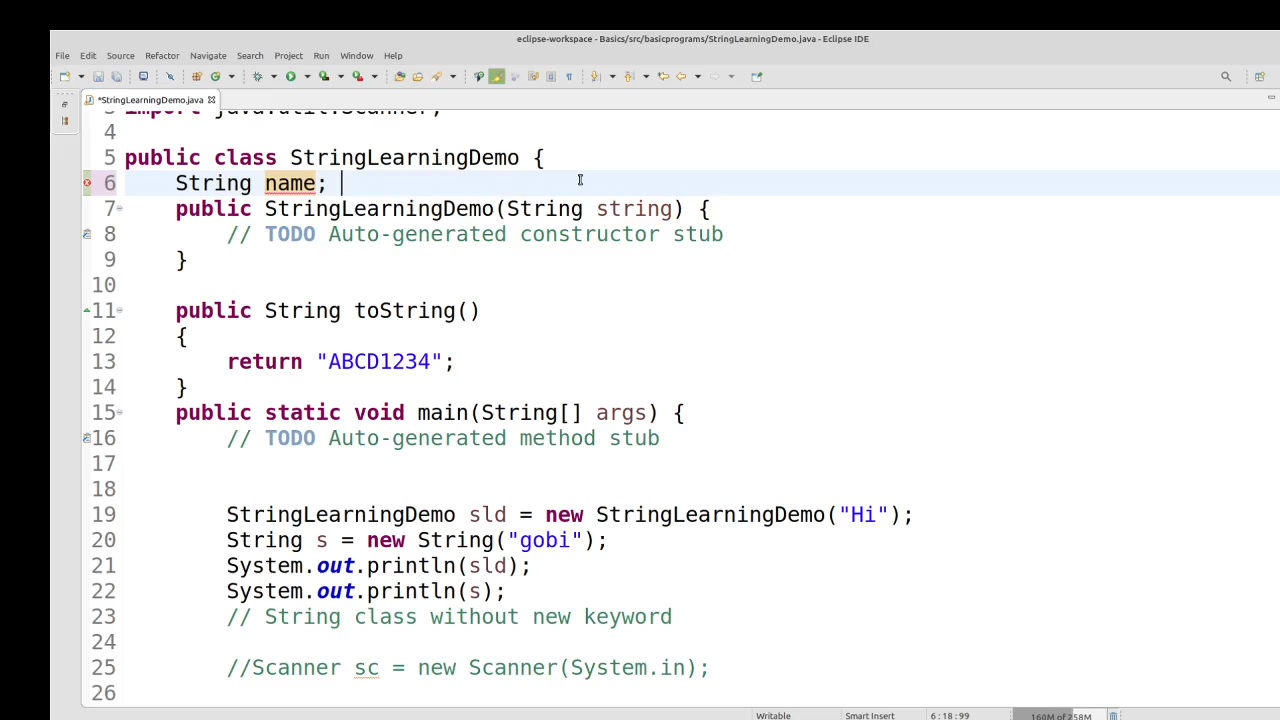 eclipse-workspace - Basics/src/basicprograms/StringLearningDemo.java - Eclipse IDE
File Edit Source Refactor Navigate Search Project Run Window Help
*StringLearningDemo.java
3 import java.util.Scanner;
4
5 public class StringLearningDemo {
6 String name;
7 public StringLearningDemo(String string) {
8 // TODO Auto-generated constructor stub
9 }
10
11 public String toString()
12 {
13 return "ABCD1234";
14 }
15 public static void main(String[] args) {
16 // TODO Auto-generated method stub
17
18
19 StringLearningDemo sld = new StringLearningDemo("Hi");
20 String s = new String("gobi");
21 System.out.println(sld);
22 System.out.println(s);
23 // String class without new keyword
24
25 //Scanner sc = new Scanner(System.in);
26
Writable Smart Insert 6:18:99 160M of 258M